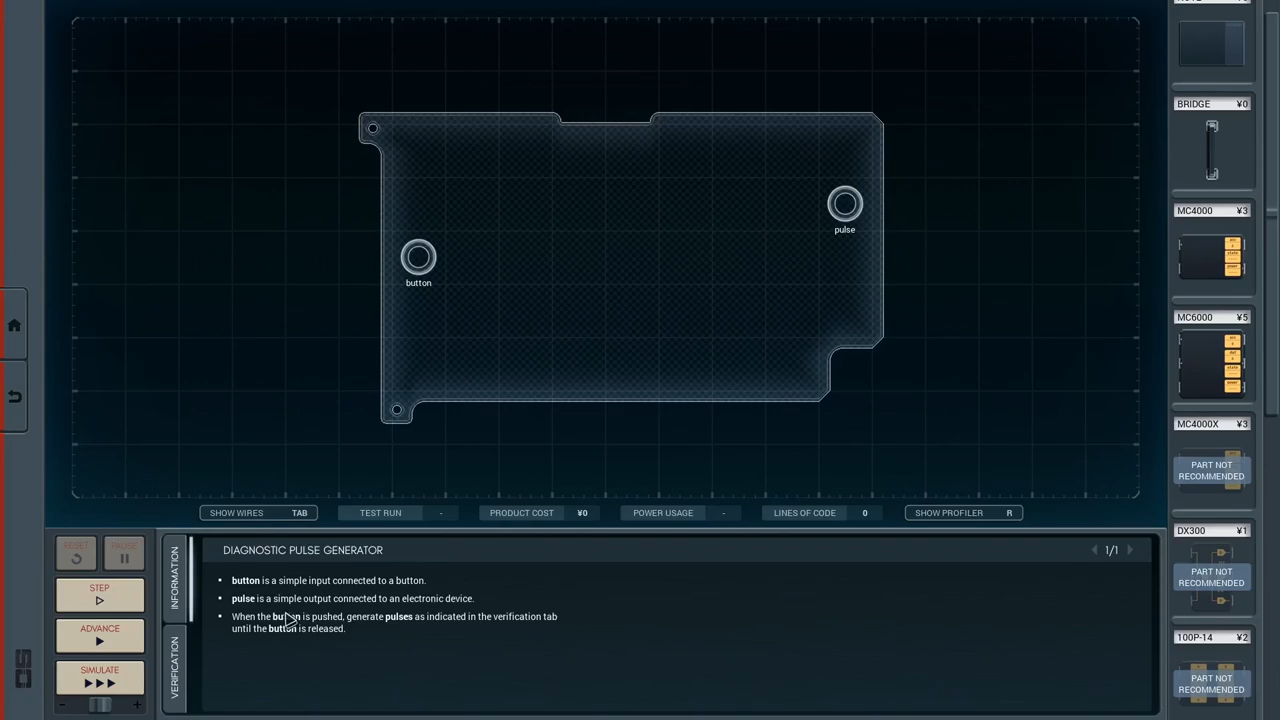 BRIDGE ¥0
MC4000 ¥3
MC6000 ¥5
MC4000X ¥3
PART NOT
RECOMMENDED
DX300 ¥1
PART NOT
RECOMMENDED
100P-14 ¥2
PART NOT
RECOMMENDED
button
pulse
SHOW WIRES TAB
TEST RUN -
PRODUCT COST ¥0
POWER USAGE -
LINES OF CODE 0
SHOW PROFILER R
RESET
PAUSE
STEP
ADVANCE
SIMULATE
- +
INFORMATION
VERIFICATION
DIAGNOSTIC PULSE GENERATOR 1/1
button is a simple input connected to a button.
pulse is a simple output connected to an electronic device.
When the button is pushed, generate pulses as indicated in the verification tab
until the button is released.